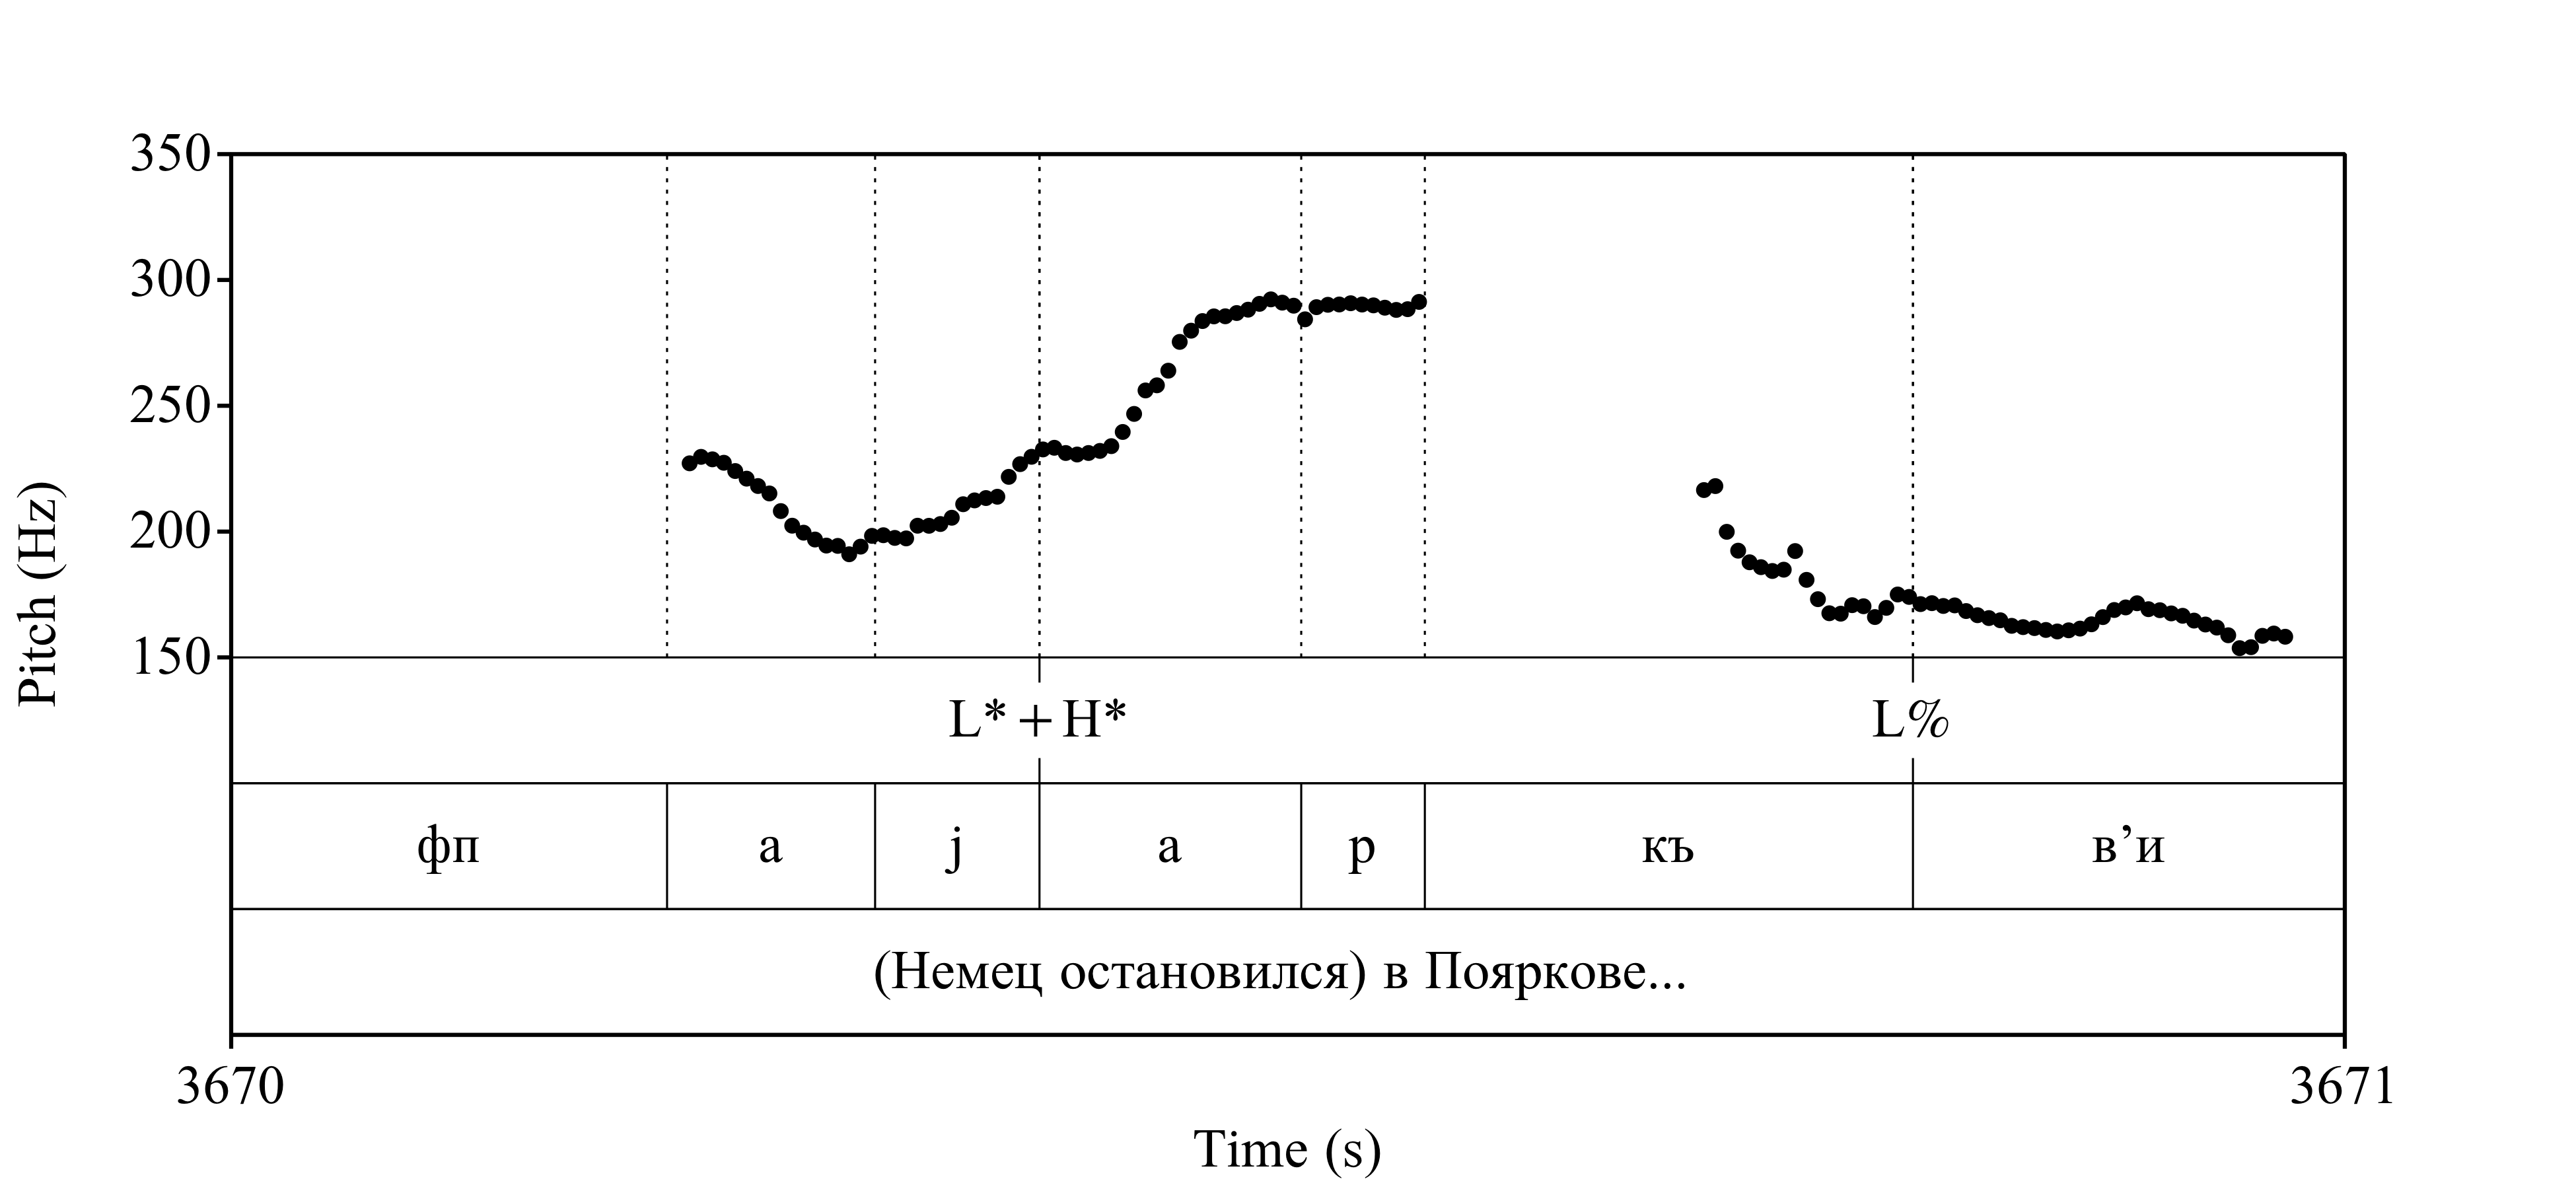 350
300
250
200
150
Pitch (Hz)
L* + H* L%
фп а j а р къ в’и
(Немец остановился) в Пояркове...
3670 3671
Time (s)